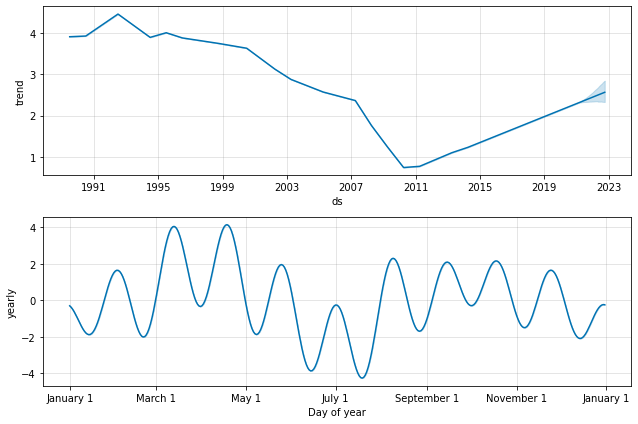 4
3
2
1
trend
1991 1995 1999 2003 2007 2011 2015 2019 2023
ds
4
2
0
−2
−4
yearly
January 1 March 1 May 1 July 1 September 1 November 1 January 1
Day of year